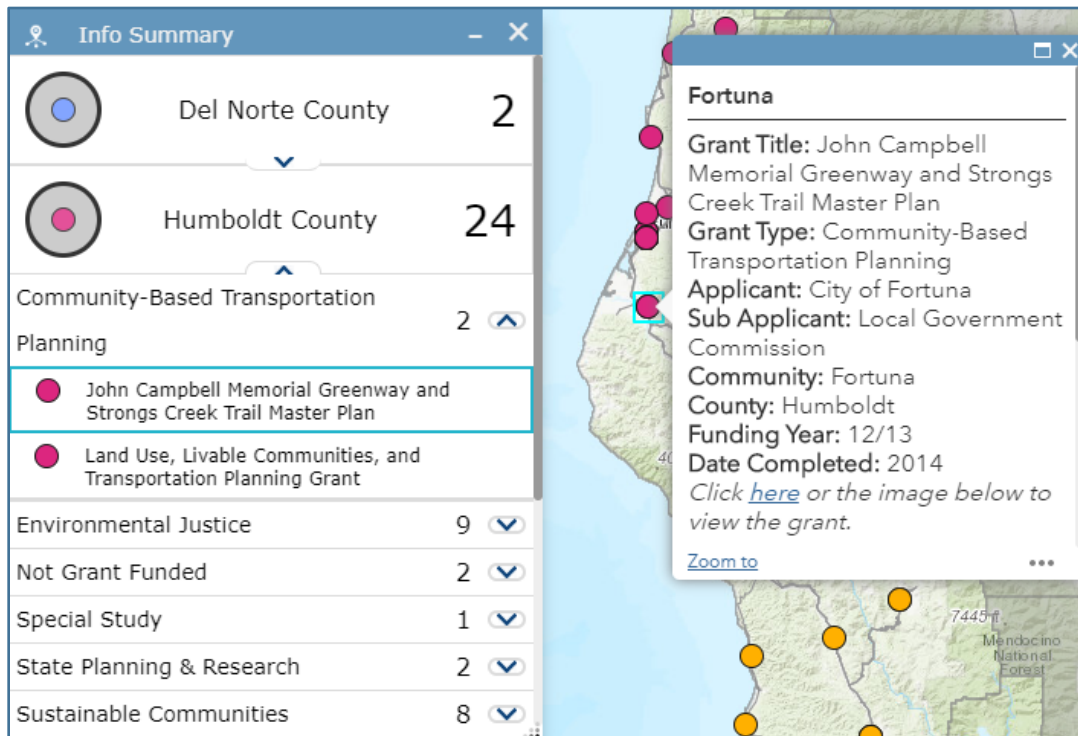 Info Summary
Del Norte County 2
Humboldt County 24
Community-Based Transportation
Planning 2
John Campbell Memorial Greenway and
Strongs Creek Trail Master Plan
Land Use, Livable Communities, and
Transportation Planning Grant
Environmental Justice 9
Not Grant Funded 2
Special Study 1
State Planning & Research 2
Sustainable Communities 8
Fortuna
Grant Title: John Campbell
Memorial Greenway and Strongs
Creek Trail Master Plan
Grant Type: Community-Based
Transportation Planning
Applicant: City of Fortuna
Sub Applicant: Local Government
Commission
Community: Fortuna
County: Humboldt
Funding Year: 12/13
Date Completed: 2014
Click here or the image below to
view the grant.
Zoom to
7445 ft
Mendocino
National
Forest